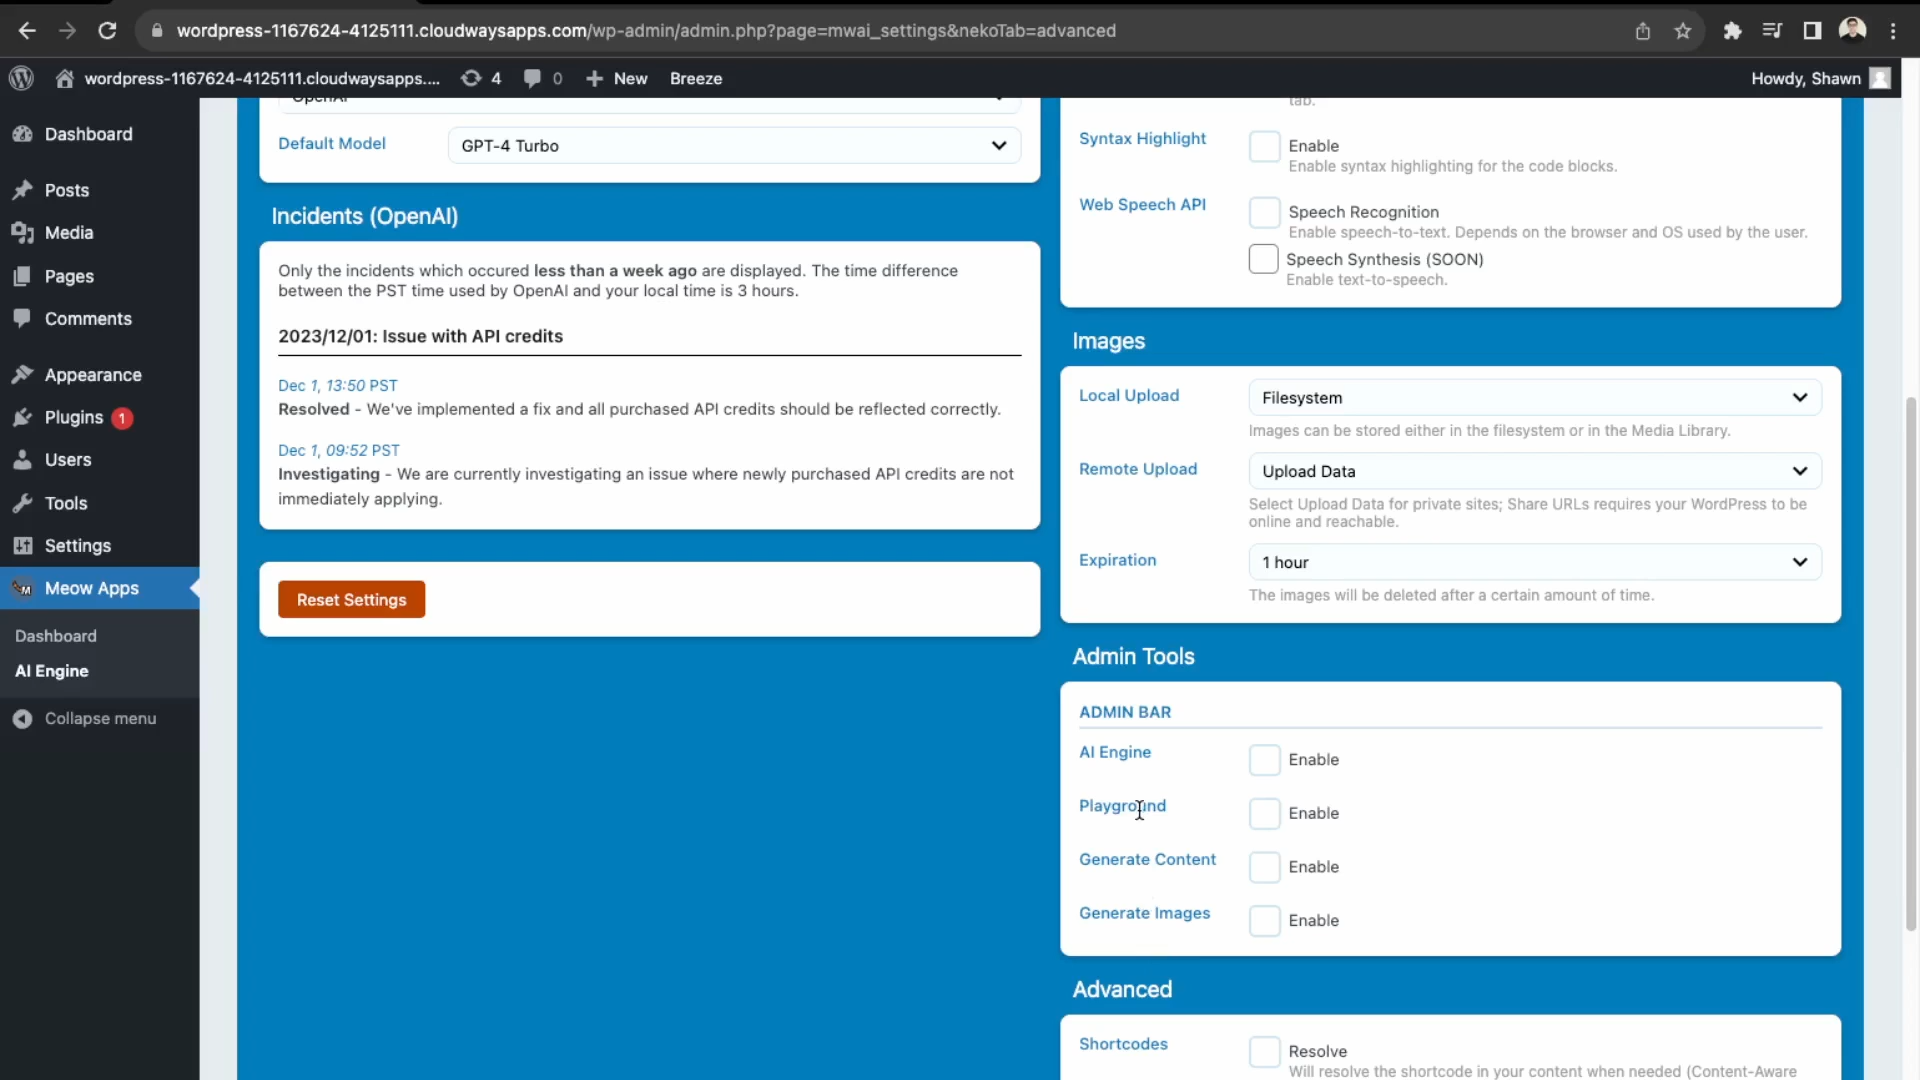 wordpress-1167624-4125111.cloudwaysapps.com/wp-admin/admin.php?page=mwai_settings&nekoTab=advanced
wordpress-1167624-4125111.cloudwaysapps....
4
0
New
Breeze
Howdy, Shawn
Dashboard
Posts
Media
Pages
Comments
Appearance
Plugins 1
Users
Tools
Settings
Meow Apps
Dashboard
AI Engine
Collapse menu
OpenAI
Default Model
GPT-4 Turbo
Incidents (OpenAI)
Only the incidents which occured less than a week ago are displayed. The time difference
between the PST time used by OpenAI and your local time is 3 hours.
2023/12/01: Issue with API credits
Dec 1, 13:50 PST
Resolved - We've implemented a fix and all purchased API credits should be reflected correctly.
Dec 1, 09:52 PST
Investigating - We are currently investigating an issue where newly purchased API credits are not
immediately applying.
Reset Settings
tab.
Syntax Highlight
Enable
Enable syntax highlighting for the code blocks.
Web Speech API
Speech Recognition
Enable speech-to-text. Depends on the browser and OS used by the user.
Speech Synthesis (SOON)
Enable text-to-speech.
Images
Local Upload
Filesystem
Images can be stored either in the filesystem or in the Media Library.
Remote Upload
Upload Data
Select Upload Data for private sites; Share URLs requires your WordPress to be
online and reachable.
Expiration
1 hour
The images will be deleted after a certain amount of time.
Admin Tools
ADMIN BAR
AI Engine
Enable
Playground
Enable
Generate Content
Enable
Generate Images
Enable
Advanced
Shortcodes
Resolve
Will resolve the shortcode in your content when needed (Content-Aware